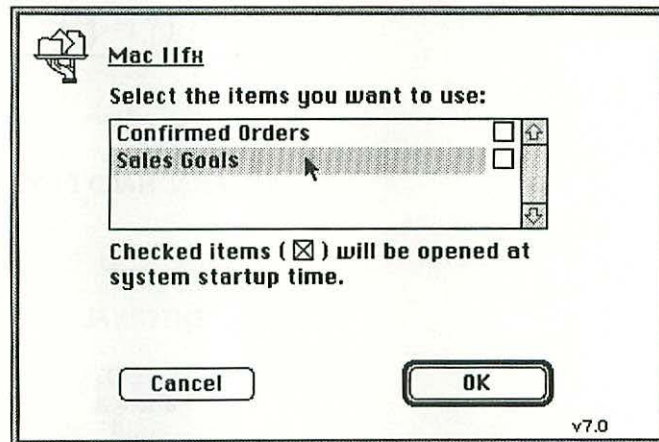 Mac IIfx
Select the items you want to use:
Confirmed Orders
Sales Goals
Checked items ( ☒ ) will be opened at
system startup time.
Cancel
OK
v7.0